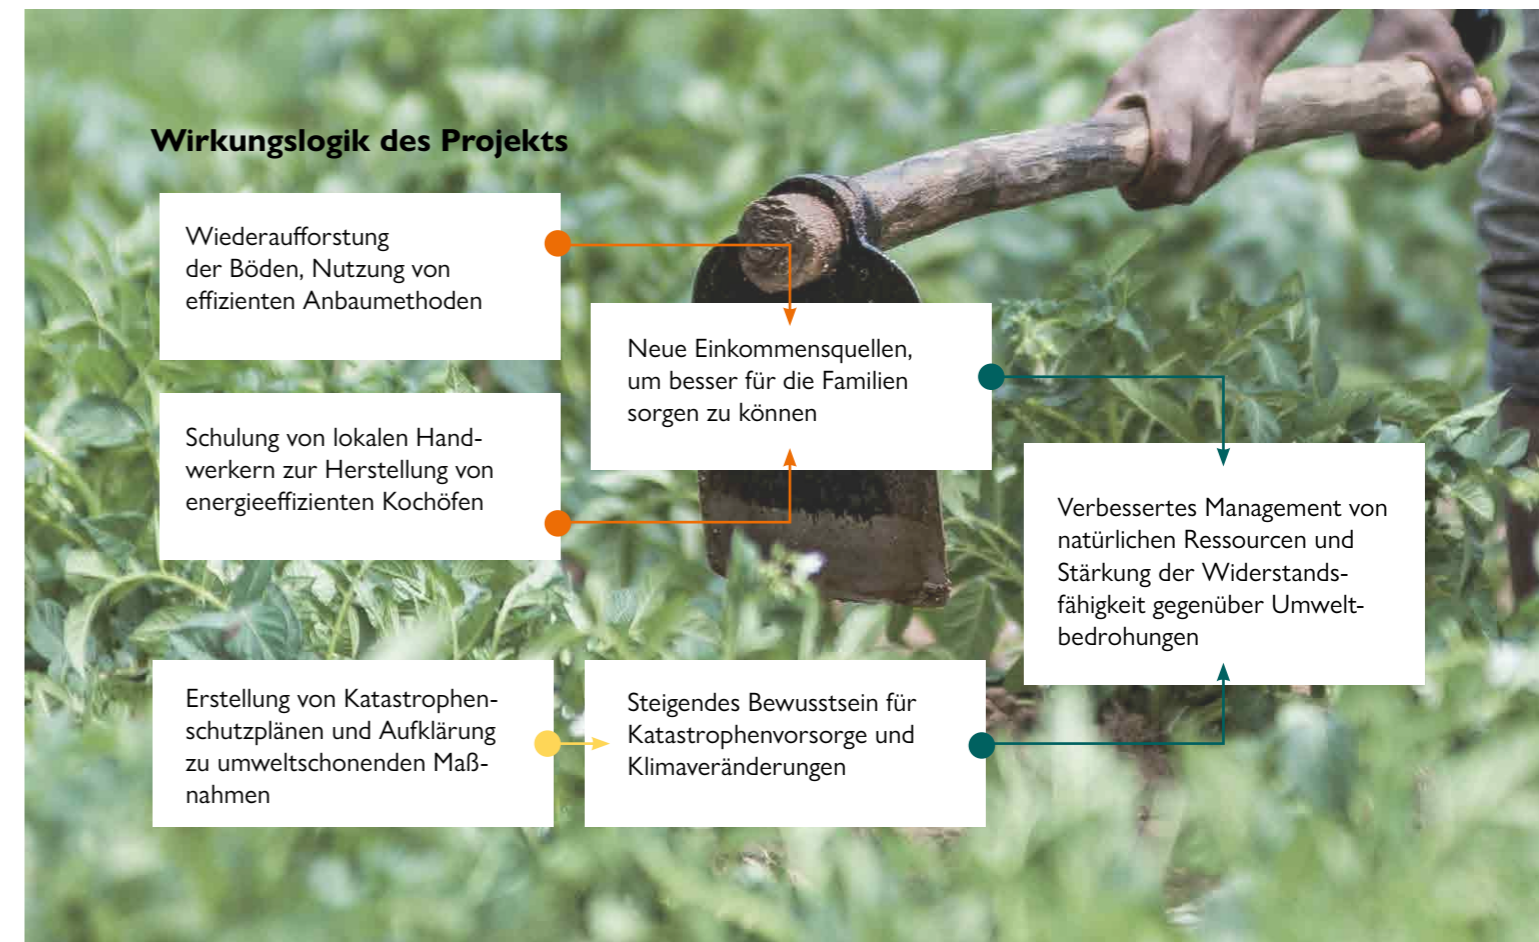 Wirkungslogik des Projekts
Wiederaufforstung
der Böden, Nutzung von
effizienten Anbaumethoden
Neue Einkommensquellen,
um besser für die Familien
sorgen zu können
Schulung von lokalen Hand-
werkern zur Herstellung von
energieeffizienten Kochöfen
Verbessertes Management von
natürlichen Ressourcen und
Stärkung der Widerstands-
fähigkeit gegenüber Umwelt-
bedrohungen
Erstellung von Katastrophen-
schutzplänen und Aufklärung
zu umweltschonenden Maß-
nahmen
Steigendes Bewusstsein für
Katastrophenvorsorge und
Klimaveränderungen